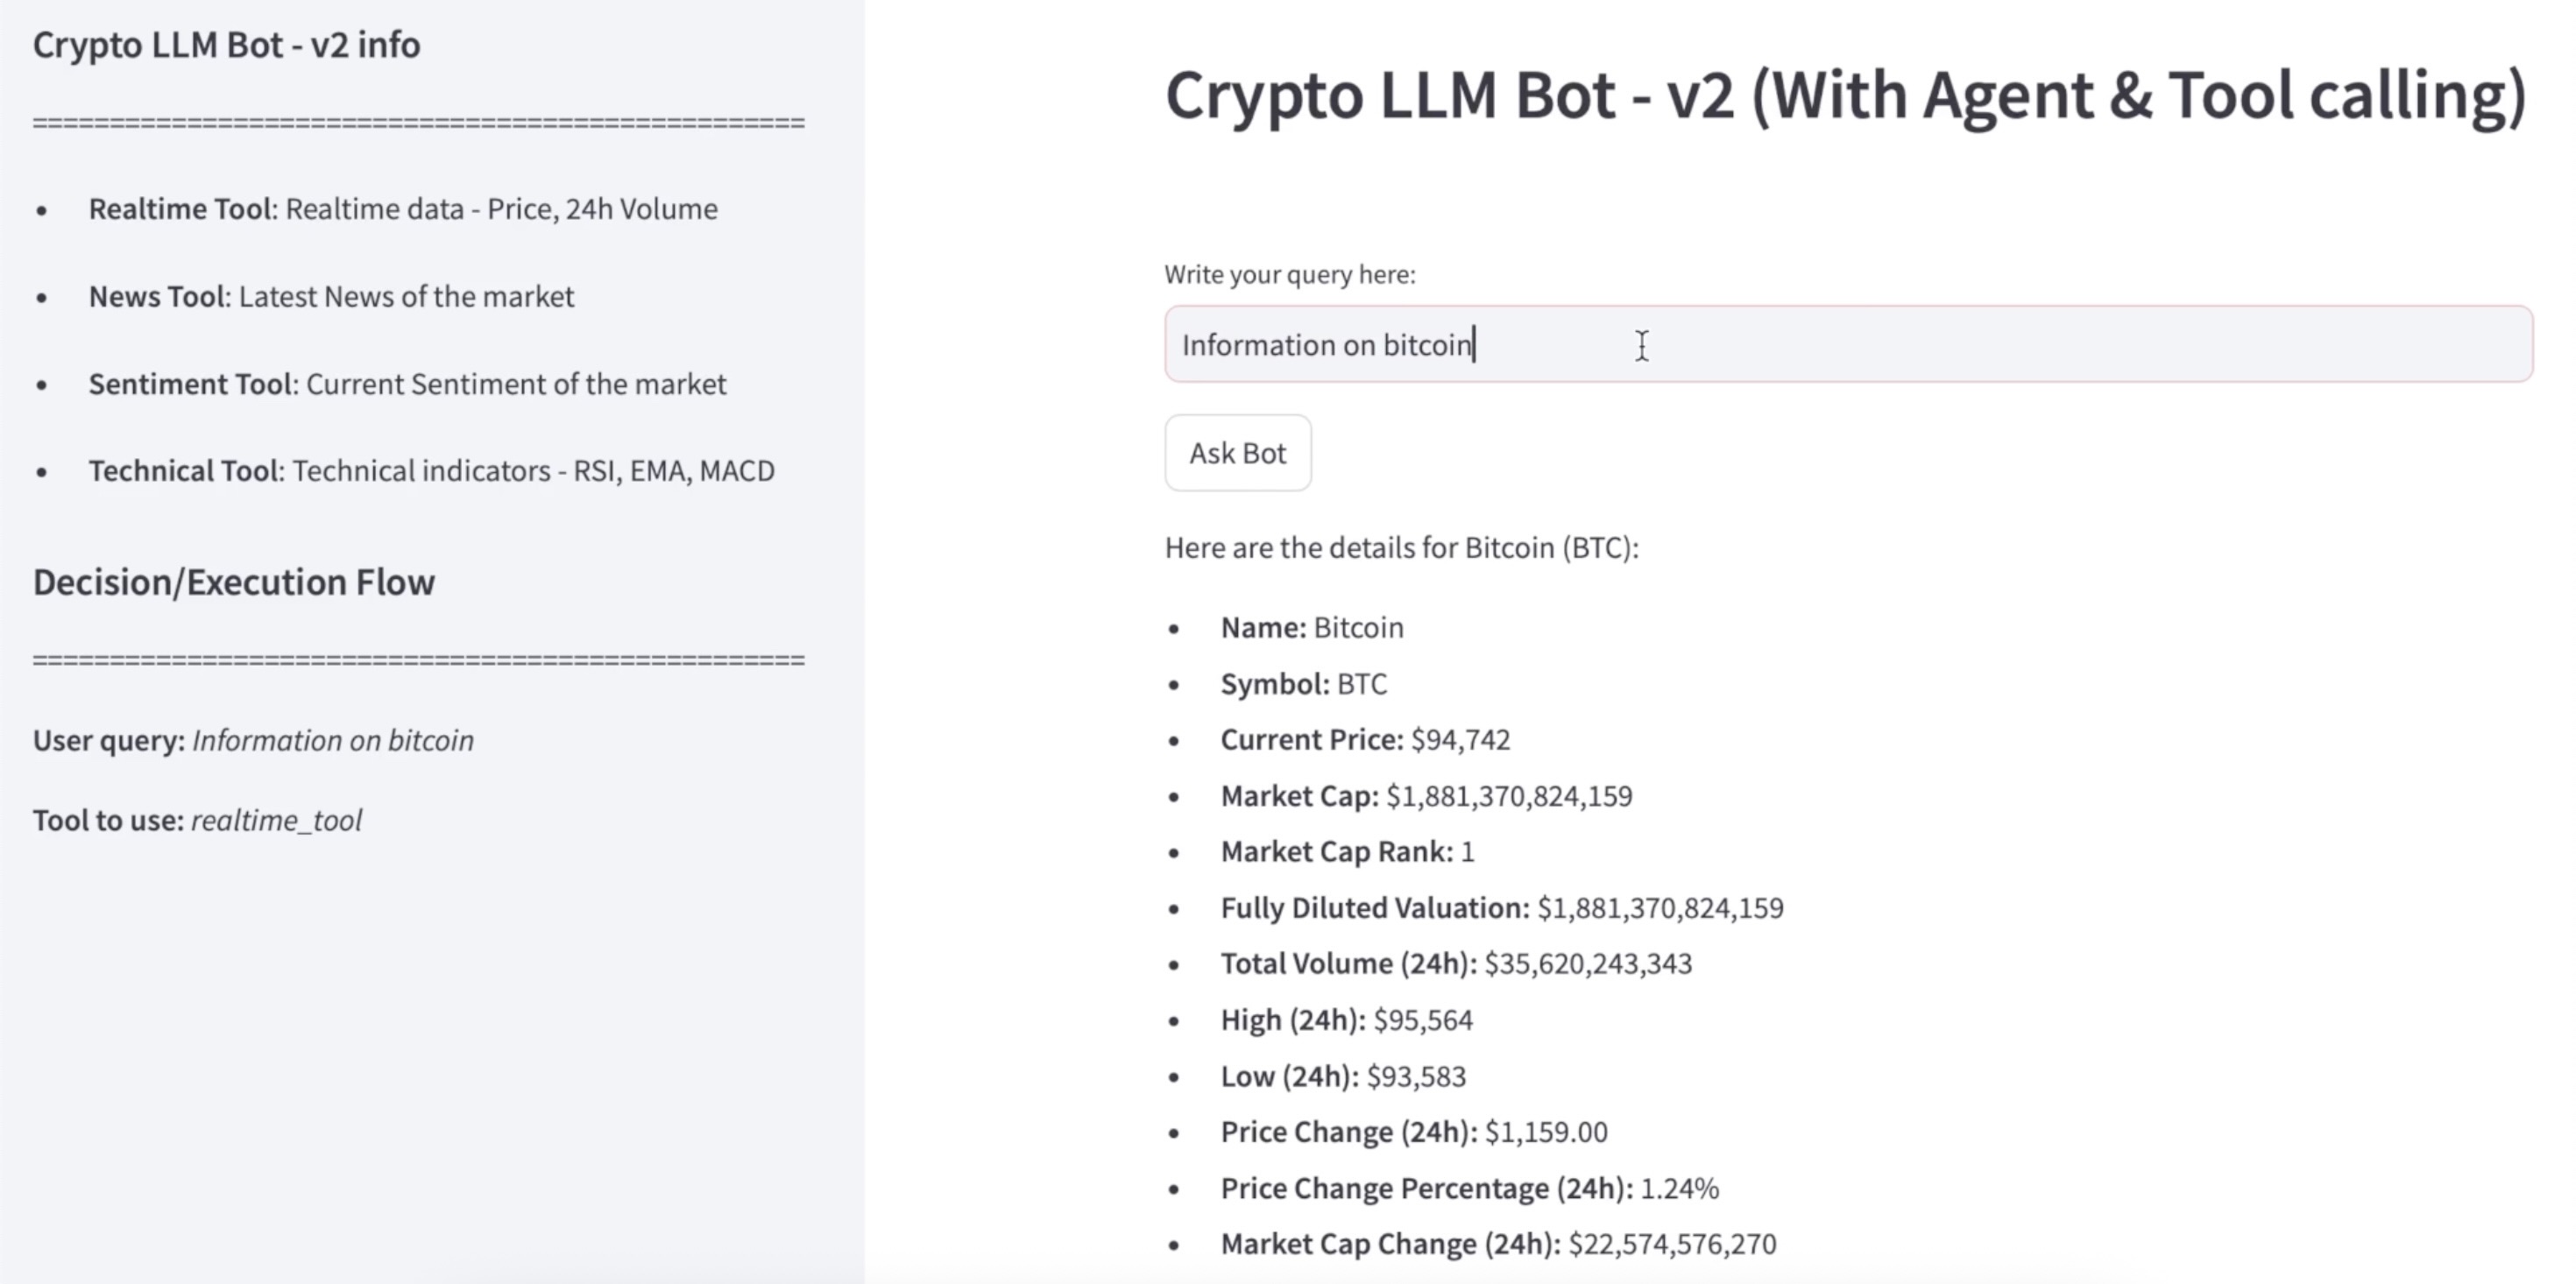 Crypto LLM Bot - v2 info
==================================================
• Realtime Tool: Realtime data - Price, 24h Volume
• News Tool: Latest News of the market
• Sentiment Tool: Current Sentiment of the market
• Technical Tool: Technical indicators - RSI, EMA, MACD
Decision/Execution Flow
==================================================
User query: Information on bitcoin
Tool to use: realtime_tool
Crypto LLM Bot - v2 (With Agent & Tool calling)
Write your query here:
Information on bitcoin
Ask Bot
Here are the details for Bitcoin (BTC):
• Name: Bitcoin
• Symbol: BTC
• Current Price: $94,742
• Market Cap: $1,881,370,824,159
• Market Cap Rank: 1
• Fully Diluted Valuation: $1,881,370,824,159
• Total Volume (24h): $35,620,243,343
• High (24h): $95,564
• Low (24h): $93,583
• Price Change (24h): $1,159.00
• Price Change Percentage (24h): 1.24%
• Market Cap Change (24h): $22,574,576,270